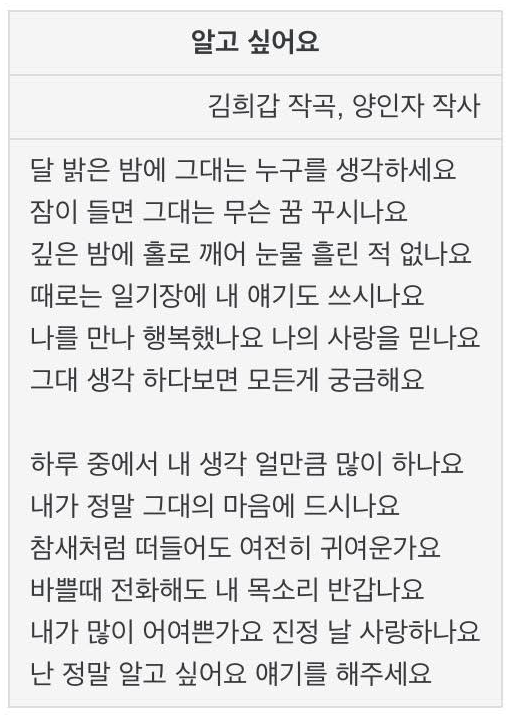 알고 싶어요
김희갑 작곡, 양인자 작사
달 밝은 밤에 그대는 누구를 생각하세요
잠이 들면 그대는 무슨 꿈 꾸시나요
깊은 밤에 홀로 깨어 눈물 흘린 적 없나요
때로는 일기장에 내 얘기도 쓰시나요
나를 만나 행복했나요 나의 사랑을 믿나요
그대 생각 하다보면 모든게 궁금해요
하루 중에서 내 생각 얼만큼 많이 하나요
내가 정말 그대의 마음에 드시나요
참새처럼 떠들어도 여전히 귀여운가요
바쁠때 전화해도 내 목소리 반갑나요
내가 많이 어여쁜가요 진정 날 사랑하나요
난 정말 알고 싶어요 얘기를 해주세요